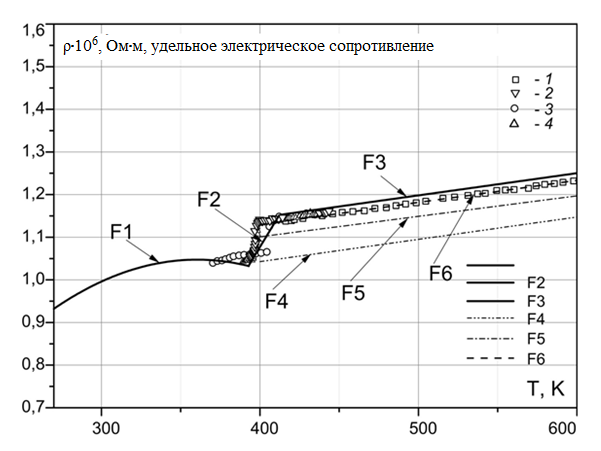 1,6
ρ·10⁶, Ом·м, удельное электрическое сопротивление
1,5
- 1
- 2
1,4
- 3
- 4
1,3
F3
1,2
F2
F1
1,1
F6
F5
F4
1,0
F2
F3
0,9
F4
F5
0,8
F6
T, K
0,7
300
400
500
600